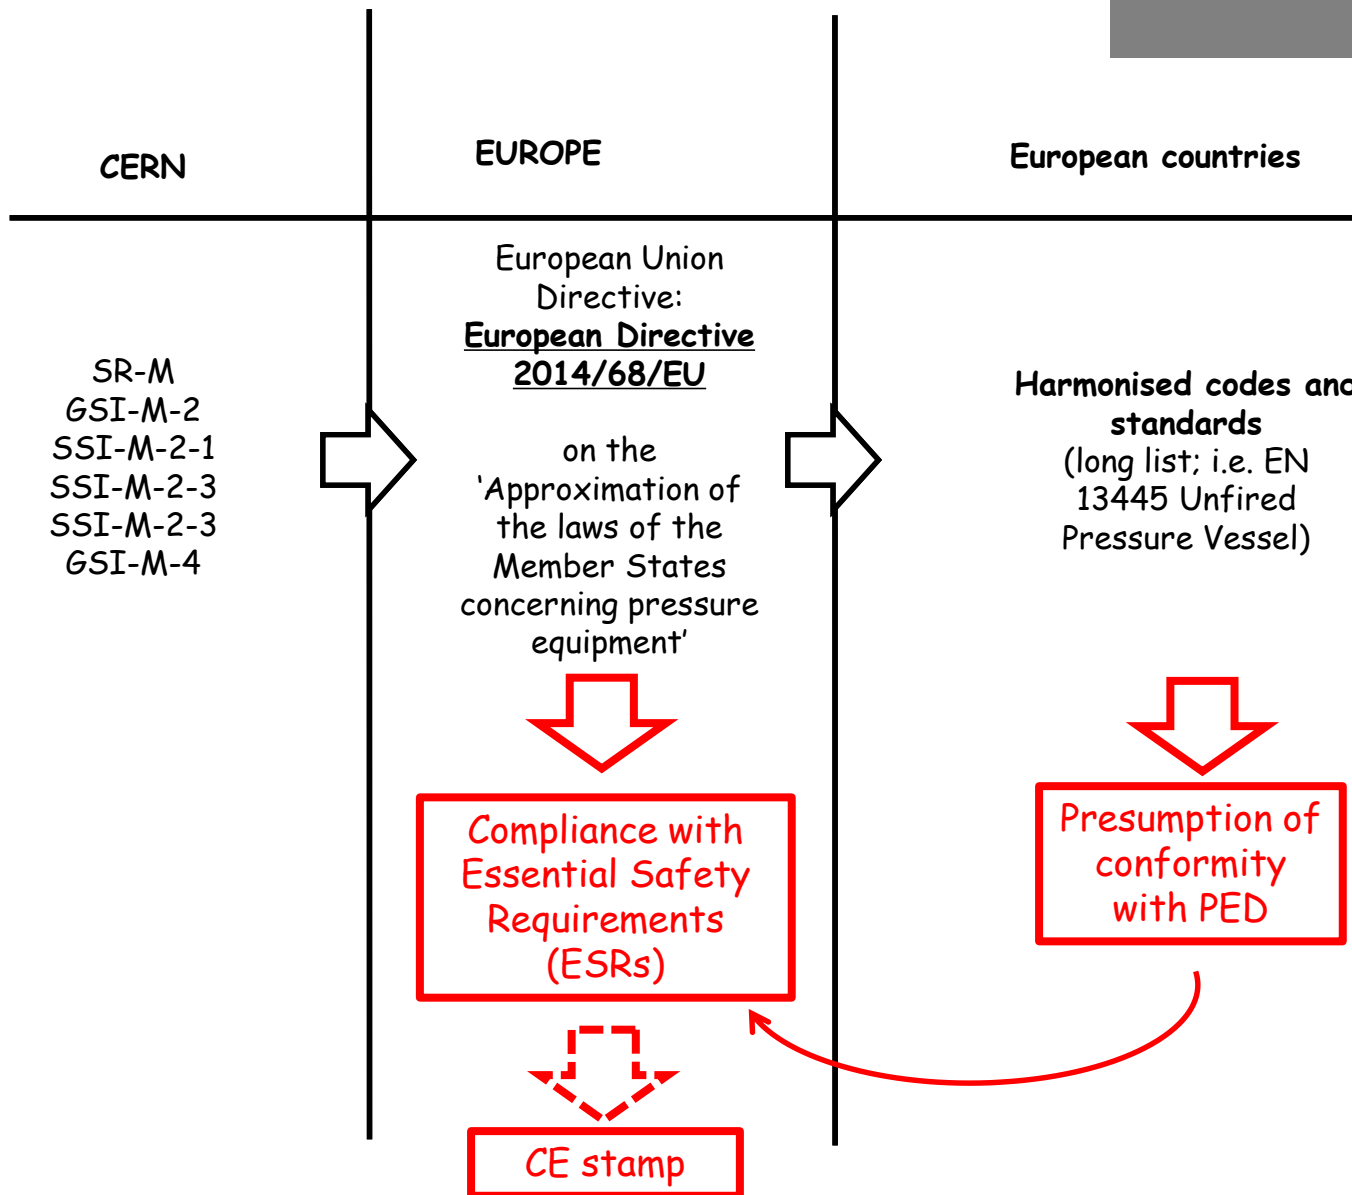 CERN
EUROPE
European countries
SR-M
GSI-M-2
SSI-M-2-1
SSI-M-2-3
SSI-M-2-3
GSI-M-4
European Union
Directive:
European Directive
2014/68/EU
on the
'Approximation of
the laws of the
Member States
concerning pressure
equipment'
Harmonised codes and
standards
(long list; i.e. EN
13445 Unfired
Pressure Vessel)
Compliance with
Essential Safety
Requirements
(ESRs)
Presumption of
conformity
with PED
CE stamp